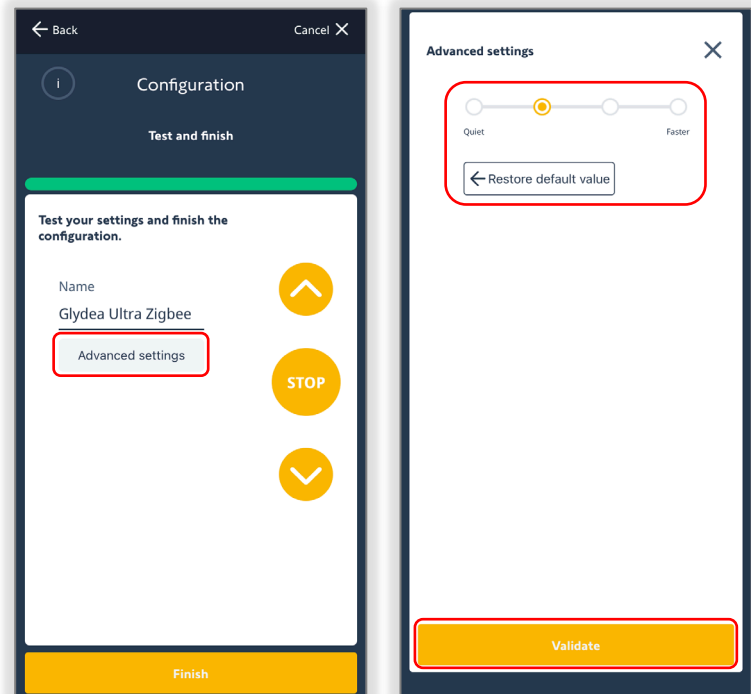 Back
Cancel
i
Configuration
Test and finish
Test your settings and finish the
configuration.
Name
Glydea Ultra Zigbee
Advanced settings
STOP
Finish
Advanced settings
Quiet
Faster
Restore default value
Validate